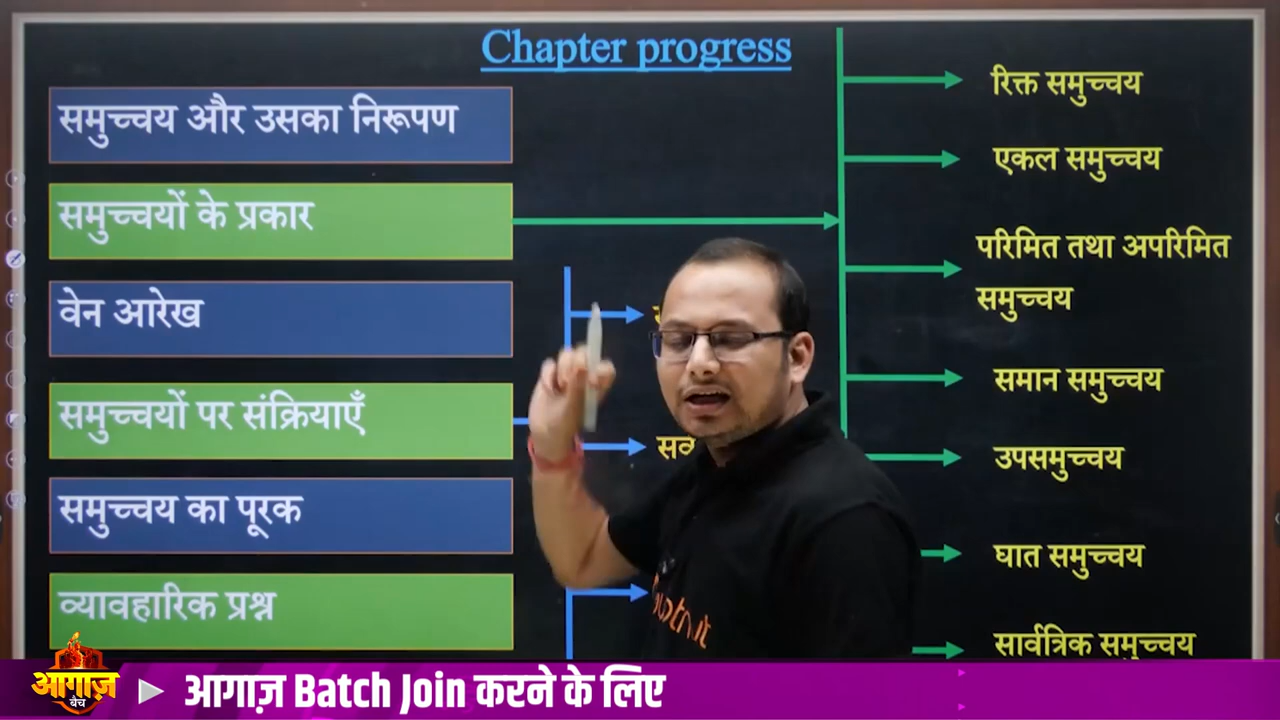 Chapter progress
समुच्चय और उसका निरूपण
समुच्चयों के प्रकार
वेन आरेख
समुच्चयों पर संक्रियाएँ
समुच्चय का पूरक
व्यावहारिक प्रश्न
रिक्त समुच्चय
एकल समुच्चय
परिमित तथा अपरिमित
समुच्चय
समान समुच्चय
उपसमुच्चय
घात समुच्चय
सार्वत्रिक समुच्चय
आगाज़
बैच
आगाज़ Batch Join करने के लिए